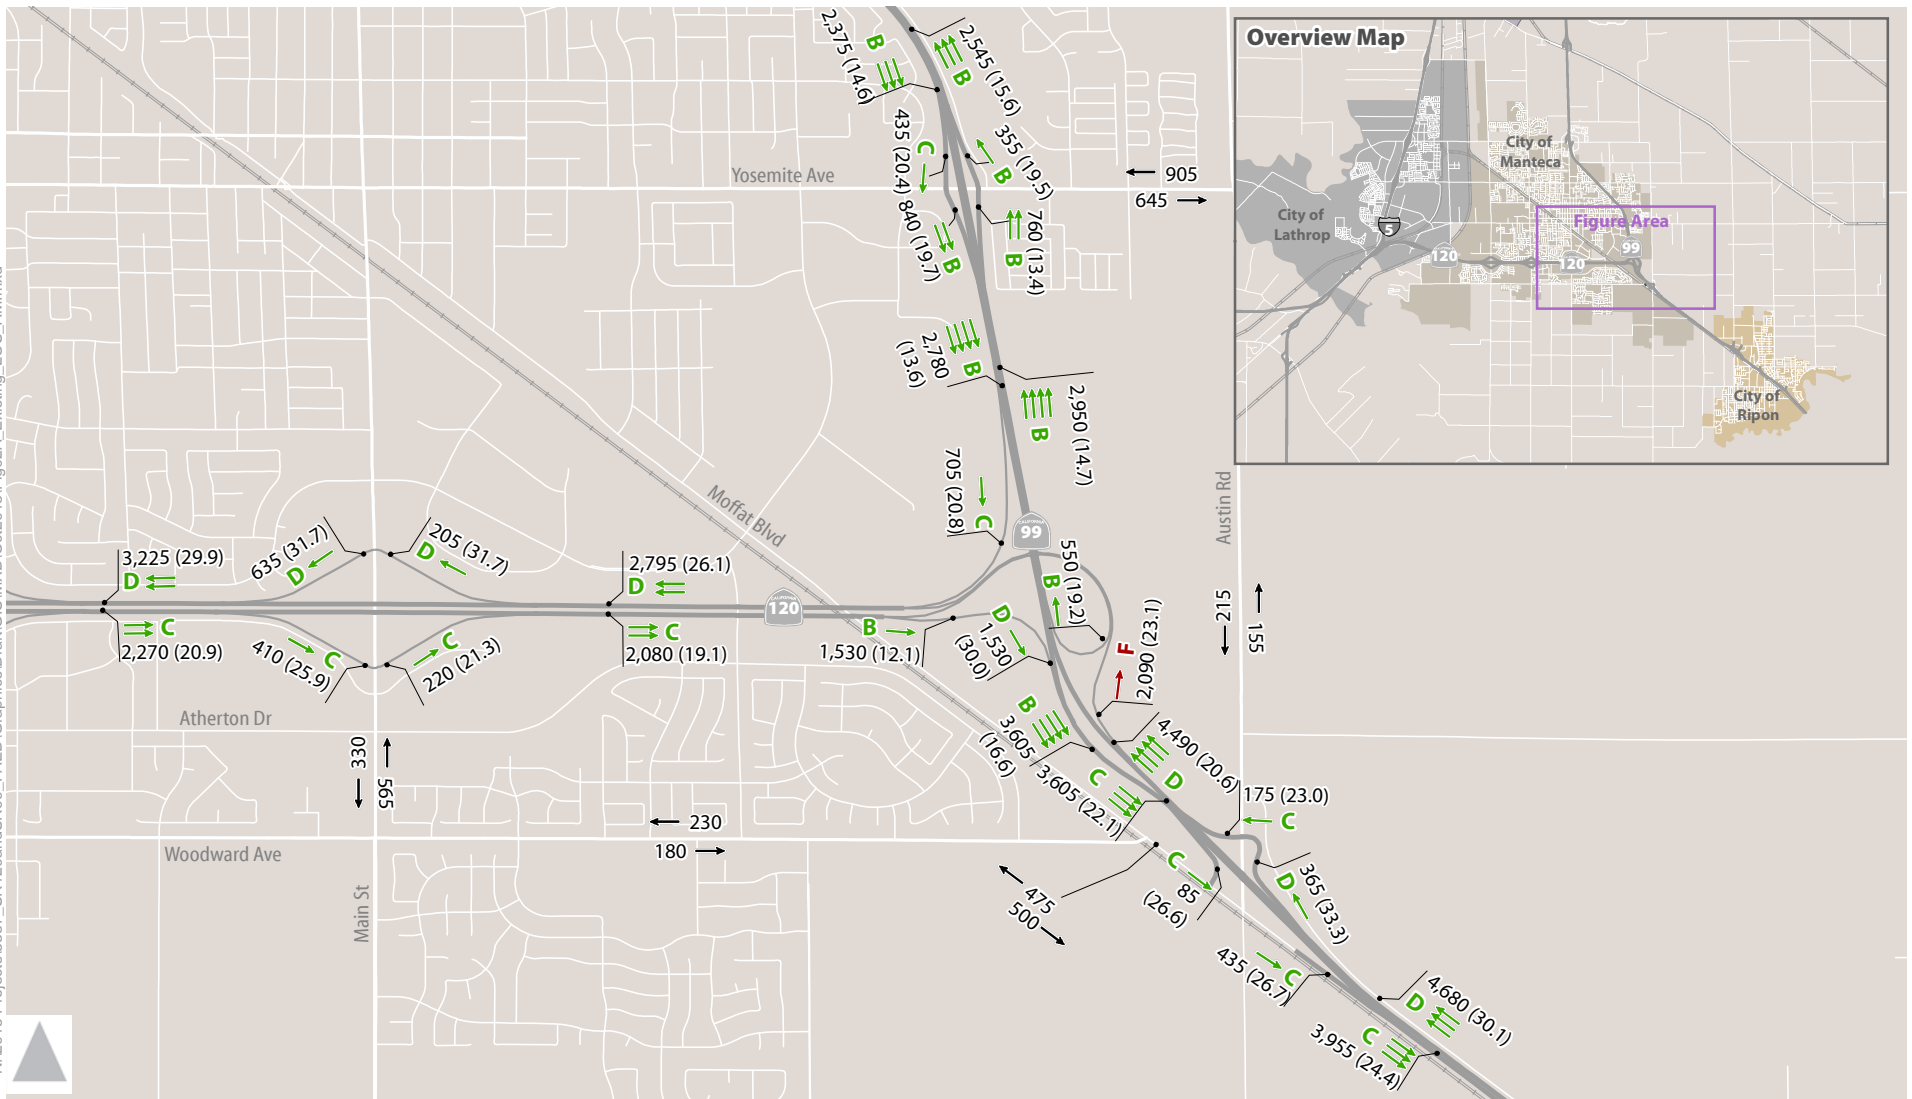 2,375 (14.6)
B
2,545 (15.6)
B
435 (20.4)
C
355 (19.5)
B
Yosemite Ave
905
645
840 (19.7)
B
760 (13.4)
B
2,780
(13.6)
B
2,950 (14.7)
B
705 (20.8)
C
Moffat Blvd
CALIFORNIA
99
Austin Rd
3,225 (29.9)
D
635 (31.7)
D
205 (31.7)
D
2,795 (26.1)
D
CALIFORNIA
120
550 (19.2)
B
C
2,270 (20.9)
410 (25.9)
C
C
220 (21.3)
C
2,080 (19.1)
B
1,530 (12.1)
D
1,530
(30.0)
F
2,090 (23.1)
215
155
Atherton Dr
330
565
B
3,605
(16.6)
4,490 (20.6)
D
C
3,605 (22.1)
175 (23.0)
C
230
180
Woodward Ave
Main St
C
85
(26.6)
475
500
365 (33.3)
D
435 (26.7)
C
4,680 (30.1)
D
C
3,955 (24.4)
Overview Map
City of
Manteca
City of
Lathrop
5
Figure Area
99
120
120
City of
Ripon